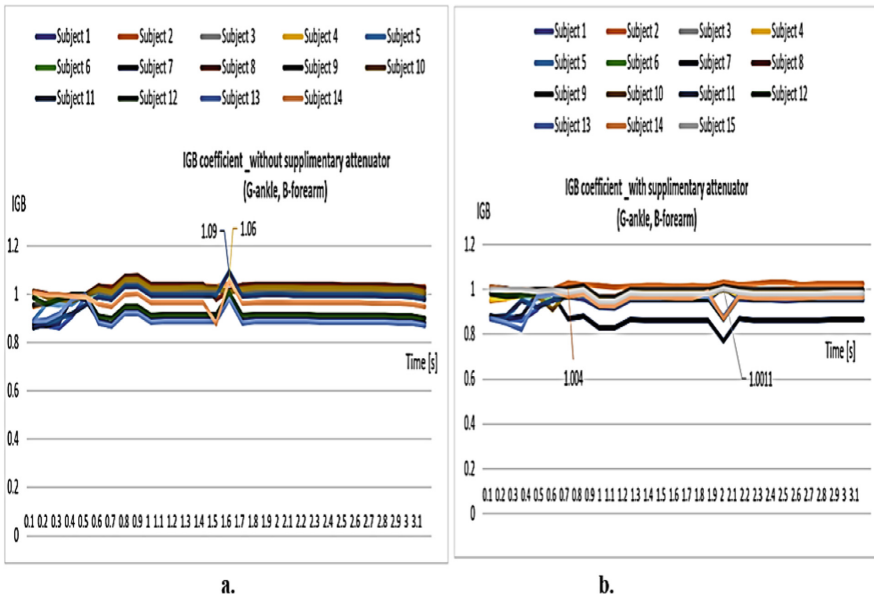 Subject 1 Subject 2 Subject 3 Subject 4 Subject 5
Subject 6 Subject 7 Subject 8 Subject 9 Subject 10
Subject 11 Subject 12 Subject 13 Subject 14
IGB coefficient_without supplimentary attenuator
(G-ankle, B-forearm)
IGB
1.09 1.06
1.2
1
0.8
0.6
0.4
0.2
0
Time [s]
0.1 0.2 0.3 0.4 0.5 0.6 0.7 0.8 0.9 1 1.1 1.2 1.3 1.4 1.5 1.6 1.7 1.8 1.9 2 2.1 2.2 2.3 2.4 2.5 2.6 2.7 2.8 2.9 3 3.1
a.
Subject 1 Subject 2 Subject 3 Subject 4
Subject 5 Subject 6 Subject 7 Subject 8
Subject 9 Subject 10 Subject 11 Subject 12
Subject 13 Subject 14 Subject 15
IGB coefficient_with supplimentary attenuator
(G-ankle, B-forearm)
IGB
1.2
1
0.8
0.6
0.4
0.2
0
Time [s]
1.004 1.0011
0.1 0.2 0.3 0.4 0.5 0.6 0.7 0.8 0.9 1 1.1 1.2 1.3 1.4 1.5 1.6 1.7 1.8 1.9 2 2.1 2.2 2.3 2.4 2.5 2.6 2.7 2.8 2.9 3 3.1
b.